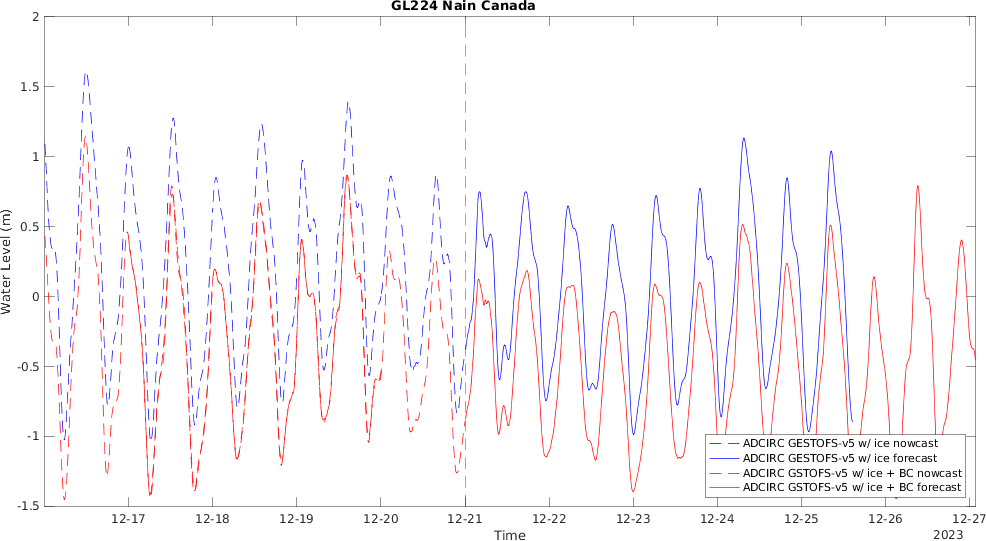 GL224 Nain Canada
2
1.5
1
0.5
0
-0.5
-1
-1.5
Water Level (m)
12-17
12-18
12-19
12-20
12-21
12-22
12-23
12-24
12-25
12-26
12-27
Time
2023
ADCIRC GESTOFS-v5 w/ ice nowcast
ADCIRC GESTOFS-v5 w/ ice forecast
ADCIRC GSTOFS-v5 w/ ice + BC nowcast
ADCIRC GSTOFS-v5 w/ ice + BC forecast